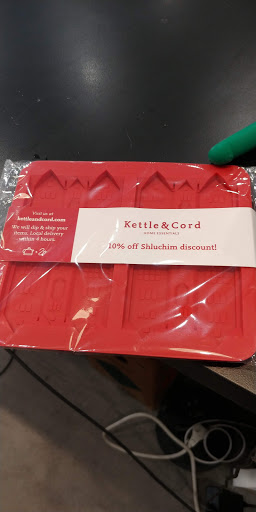 Visit us at
kettleandcord.com
We will dip & ship your
items. Local delivery
within 4 hours.
Kettle&Cord
HOME ESSENTIALS
10% off Shluchim discount!